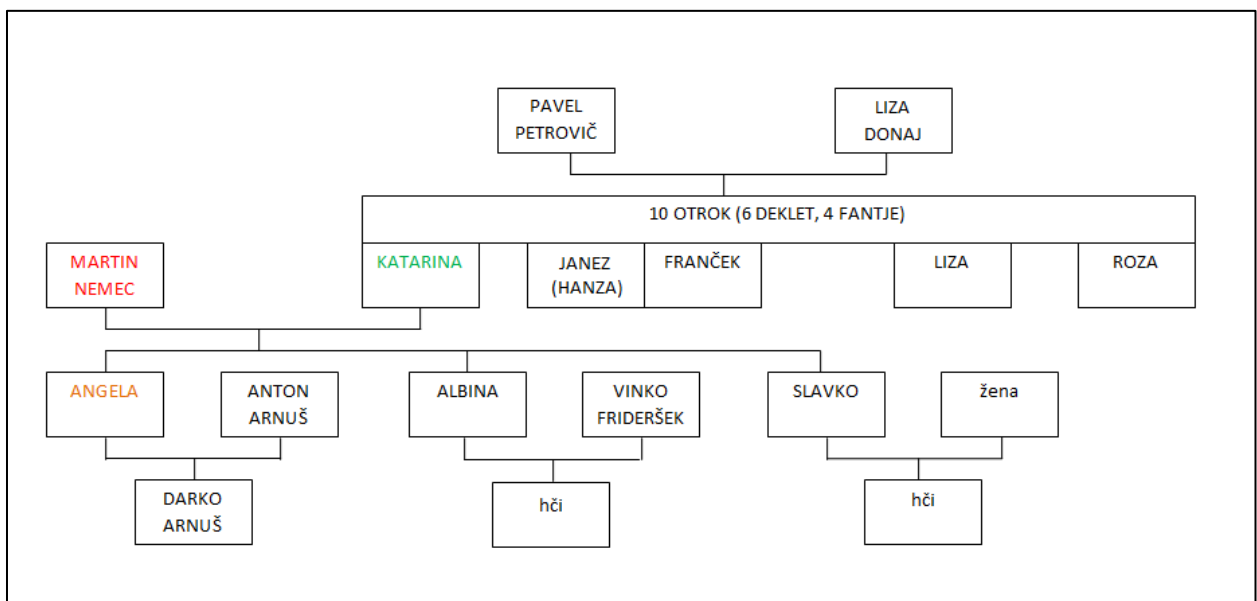 PAVEL
PETROVIČ
LIZA
DONAJ
10 OTROK (6 DEKLET, 4 FANTJE)
MARTIN
NEMEC
KATARINA
JANEZ
(HANZA)
FRANČEK
LIZA
ROZA
ANGELA
ANTON
ARNUŠ
ALBINA
VINKO
FRIDERŠEK
SLAVKO
žena
DARKO
ARNUŠ
hči
hči